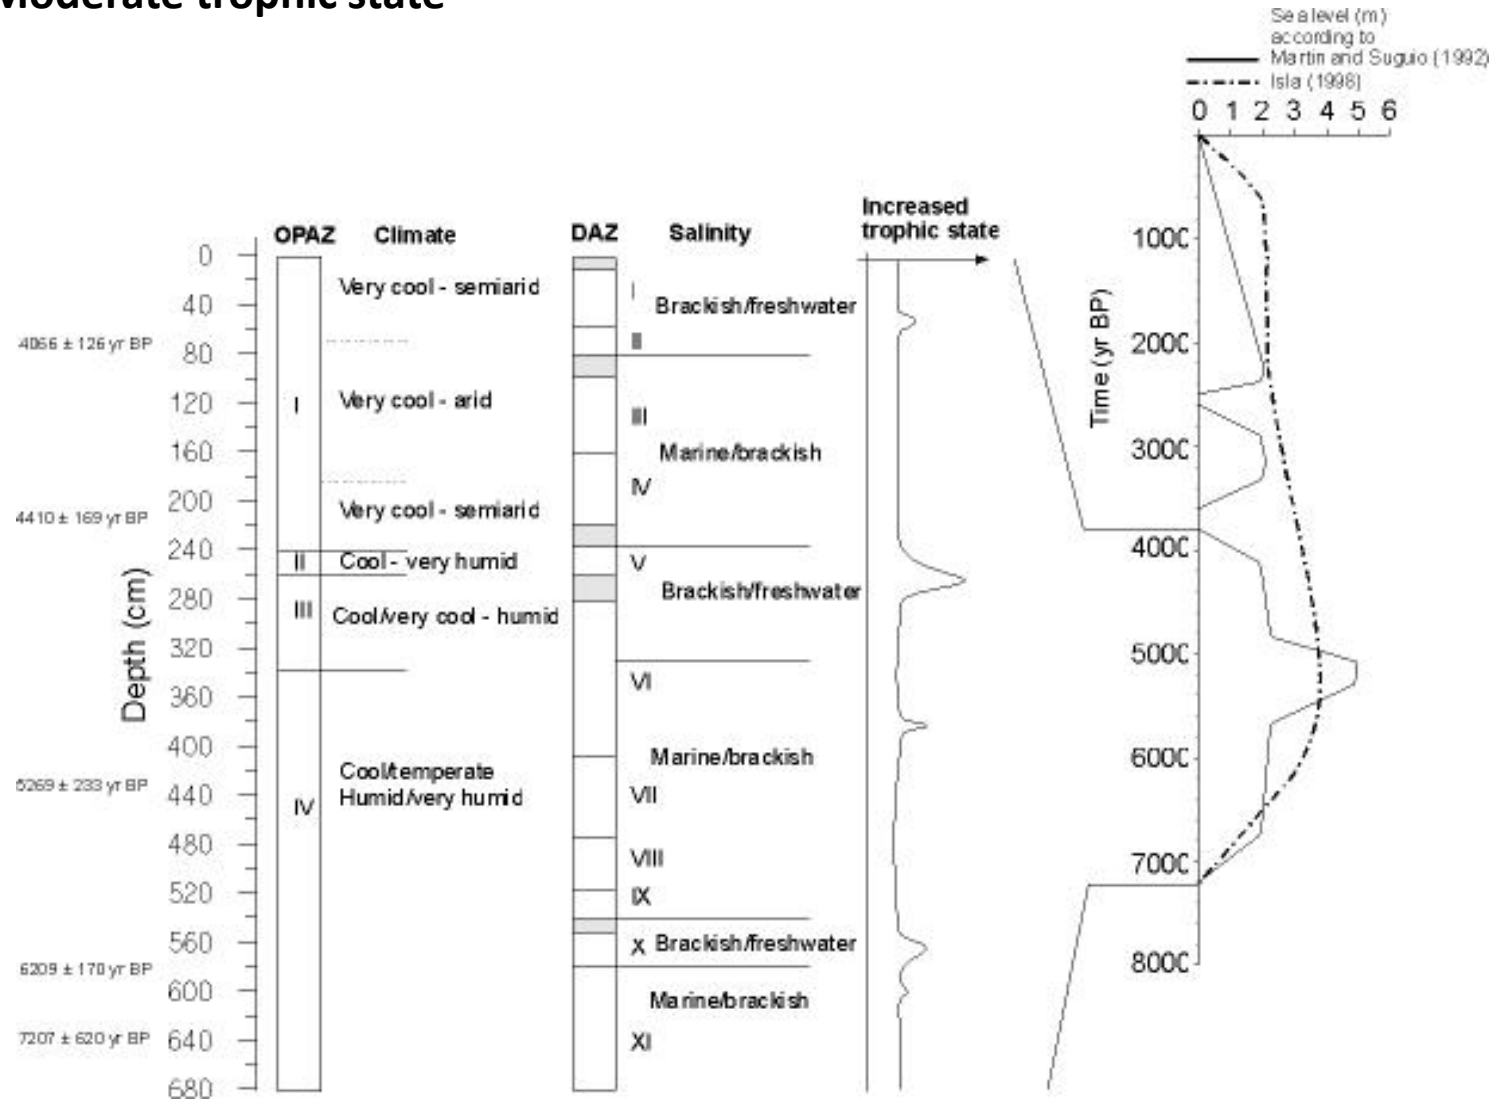 Moderate trophic state
Sea level (m)
according to
Martin and Suguio (1992)
Isla (1998)
0 1 2 3 4 5 6
Increased
trophic state
OPAZ Climate DAZ Salinity
0
40
80
120
160
200
240
280
320
360
400
440
480
520
560
600
640
680
Depth (cm)
4066 ± 126 yr BP
4410 ± 169 yr BP
5269 ± 233 yr BP
6209 ± 170 yr BP
7207 ± 620 yr BP
I
II
III
IV
Very cool - semiarid
Very cool - arid
Very cool - semiarid
Cool - very humid
Cool/very cool - humid
Cool/temperate
Humid/very humid
I
II
III
IV
V
VI
VII
VIII
IX
X
XI
Brackish/freshwater
Marine/brackish
Brackish/freshwater
Marine/brackish
Brackish/freshwater
Marine/brackish
Time (yr BP)
1000
2000
3000
4000
5000
6000
7000
8000